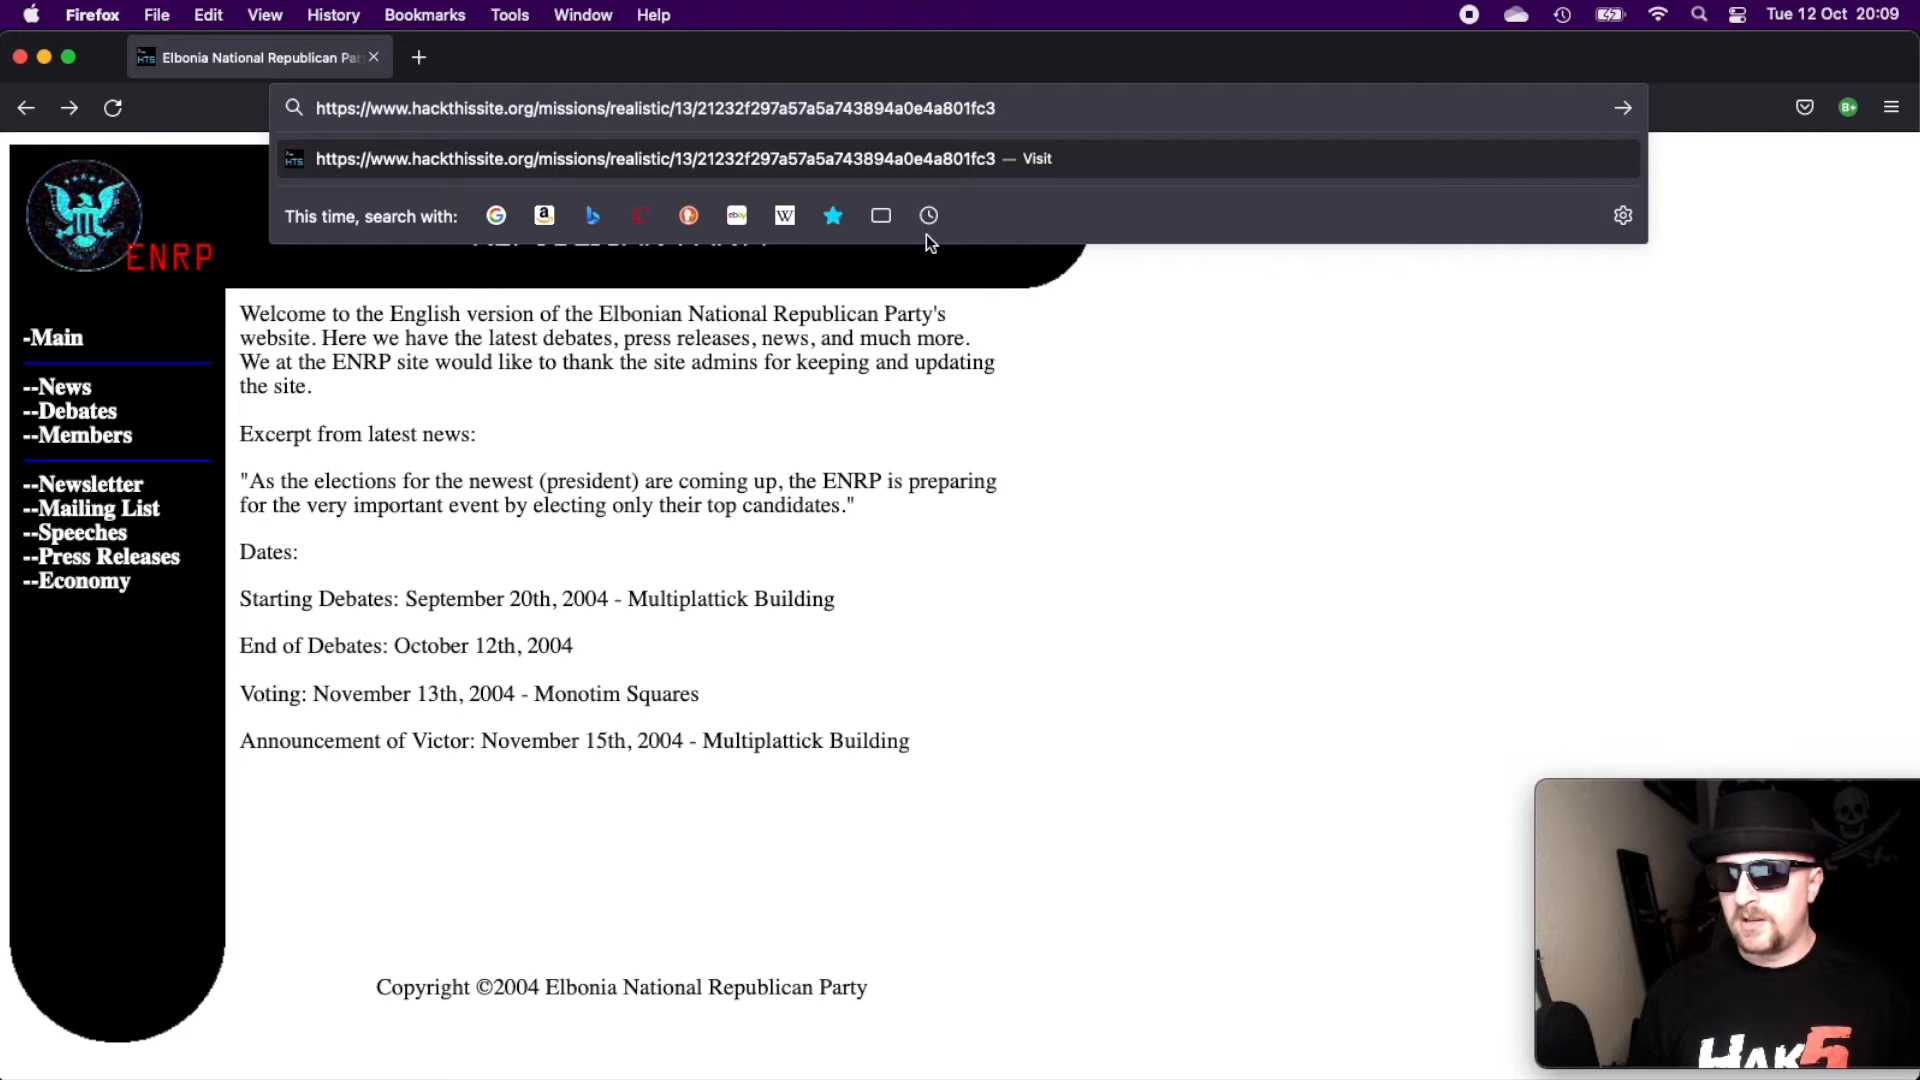 Firefox File Edit View History Bookmarks Tools Window Help Tue 12 Oct 20:09
HTS Elbonia National Republican Par
https://www.hackthissite.org/missions/realistic/13/21232f297a57a5a743894a0e4a801fc3
B+
HTS https://www.hackthissite.org/missions/realistic/13/21232f297a57a5a743894a0e4a801fc3 — Visit
This time, search with:
ENRP
-Main
--News
--Debates
--Members
--Newsletter
--Mailing List
--Speeches
--Press Releases
--Economy
Welcome to the English version of the Elbonian National Republican Party's
website. Here we have the latest debates, press releases, news, and much more.
We at the ENRP site would like to thank the site admins for keeping and updating
the site.
Excerpt from latest news:
"As the elections for the newest (president) are coming up, the ENRP is preparing
for the very important event by electing only their top candidates."
Dates:
Starting Debates: September 20th, 2004 - Multiplattick Building
End of Debates: October 12th, 2004
Voting: November 13th, 2004 - Monotim Squares
Announcement of Victor: November 15th, 2004 - Multiplattick Building
Copyright ©2004 Elbonia National Republican Party
HAK5